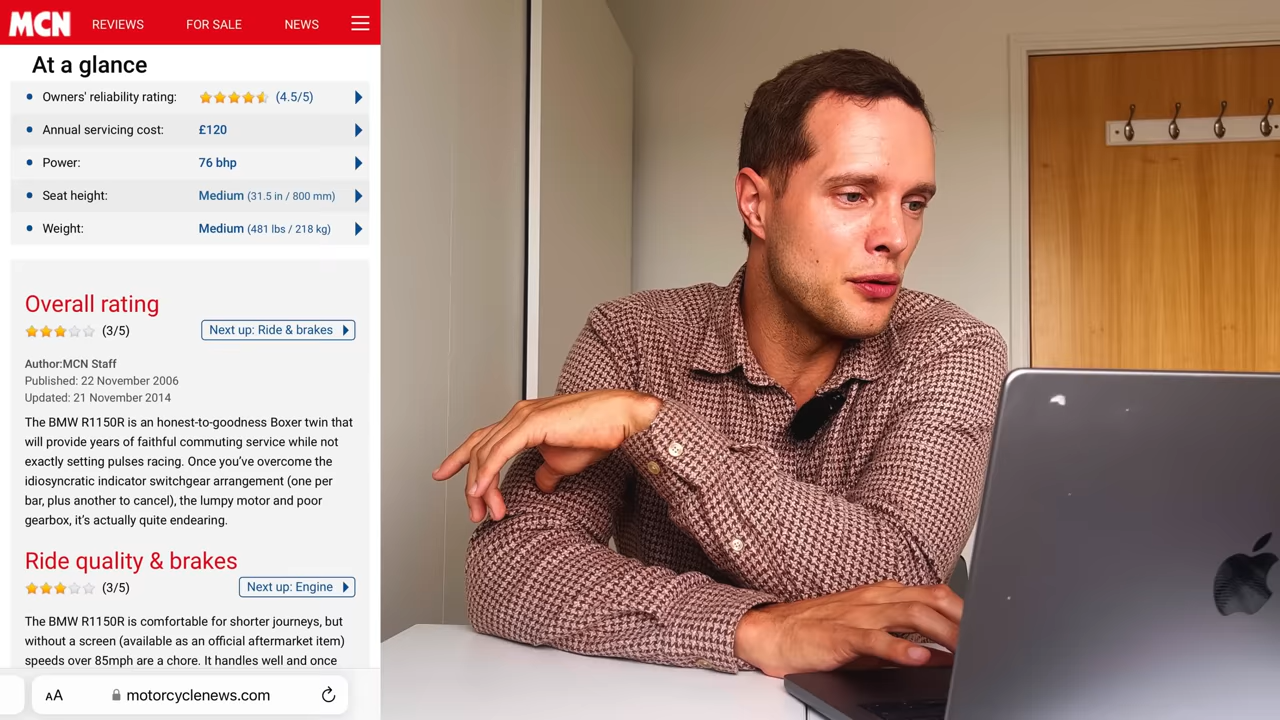 MCN REVIEWS FOR SALE NEWS
At a glance
Owners' reliability rating: (4.5/5)
Annual servicing cost: £120
Power: 76 bhp
Seat height: Medium (31.5 in / 800 mm)
Weight: Medium (481 lbs / 218 kg)
Overall rating
(3/5) Next up: Ride & brakes
Author:MCN Staff
Published: 22 November 2006
Updated: 21 November 2014
The BMW R1150R is an honest-to-goodness Boxer twin that
will provide years of faithful commuting service while not
exactly setting pulses racing. Once you’ve overcome the
idiosyncratic indicator switchgear arrangement (one per
bar, plus another to cancel), the lumpy motor and poor
gearbox, it’s actually quite endearing.
Ride quality & brakes
(3/5) Next up: Engine
The BMW R1150R is comfortable for shorter journeys, but
without a screen (available as an official aftermarket item)
speeds over 85mph are a chore. It handles well and once
AA motorcyclenews.com